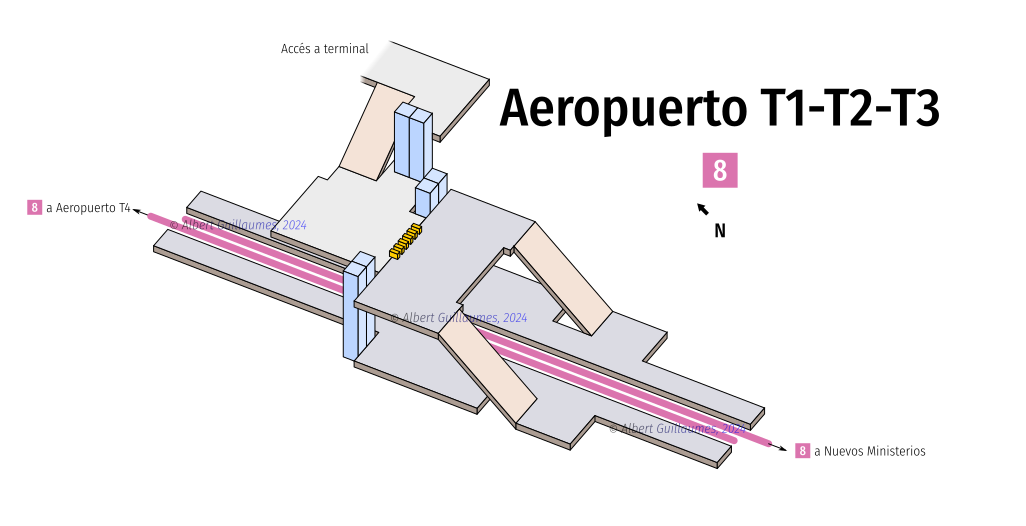 Accés a terminal
Aeropuerto T1-T2-T3
8
N
8 a Aeropuerto T4
© Albert Guillaumes, 2024
© Albert Guillaumes, 2024
© Albert Guillaumes, 2024
8 a Nuevos Ministerios